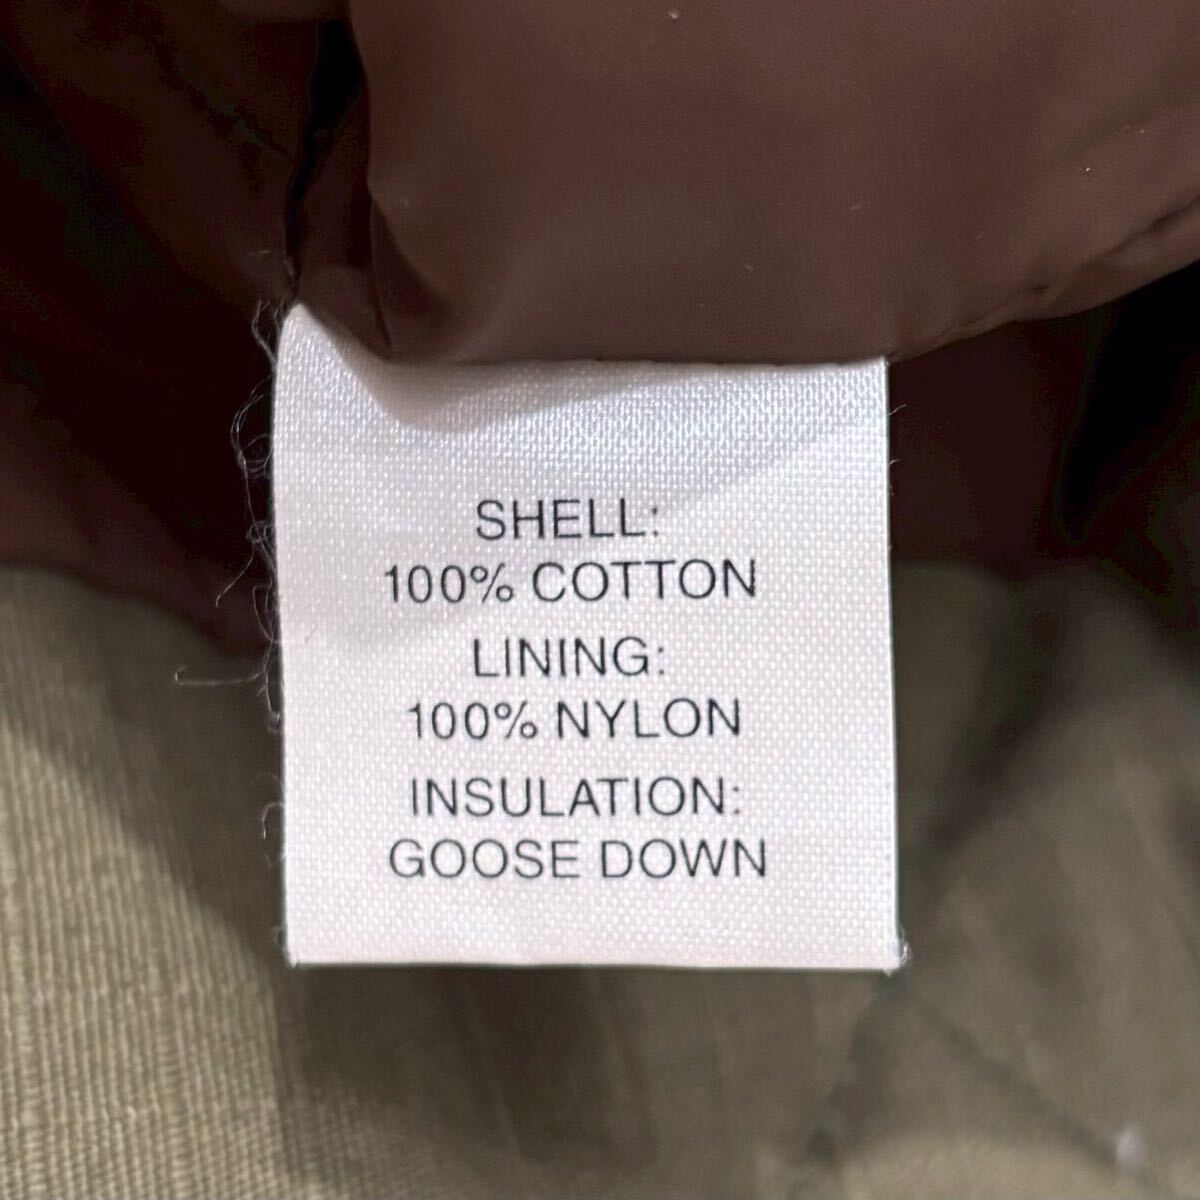 SHELL:
100% COTTON
LINING:
100% NYLON
INSULATION:
GOOSE DOWN